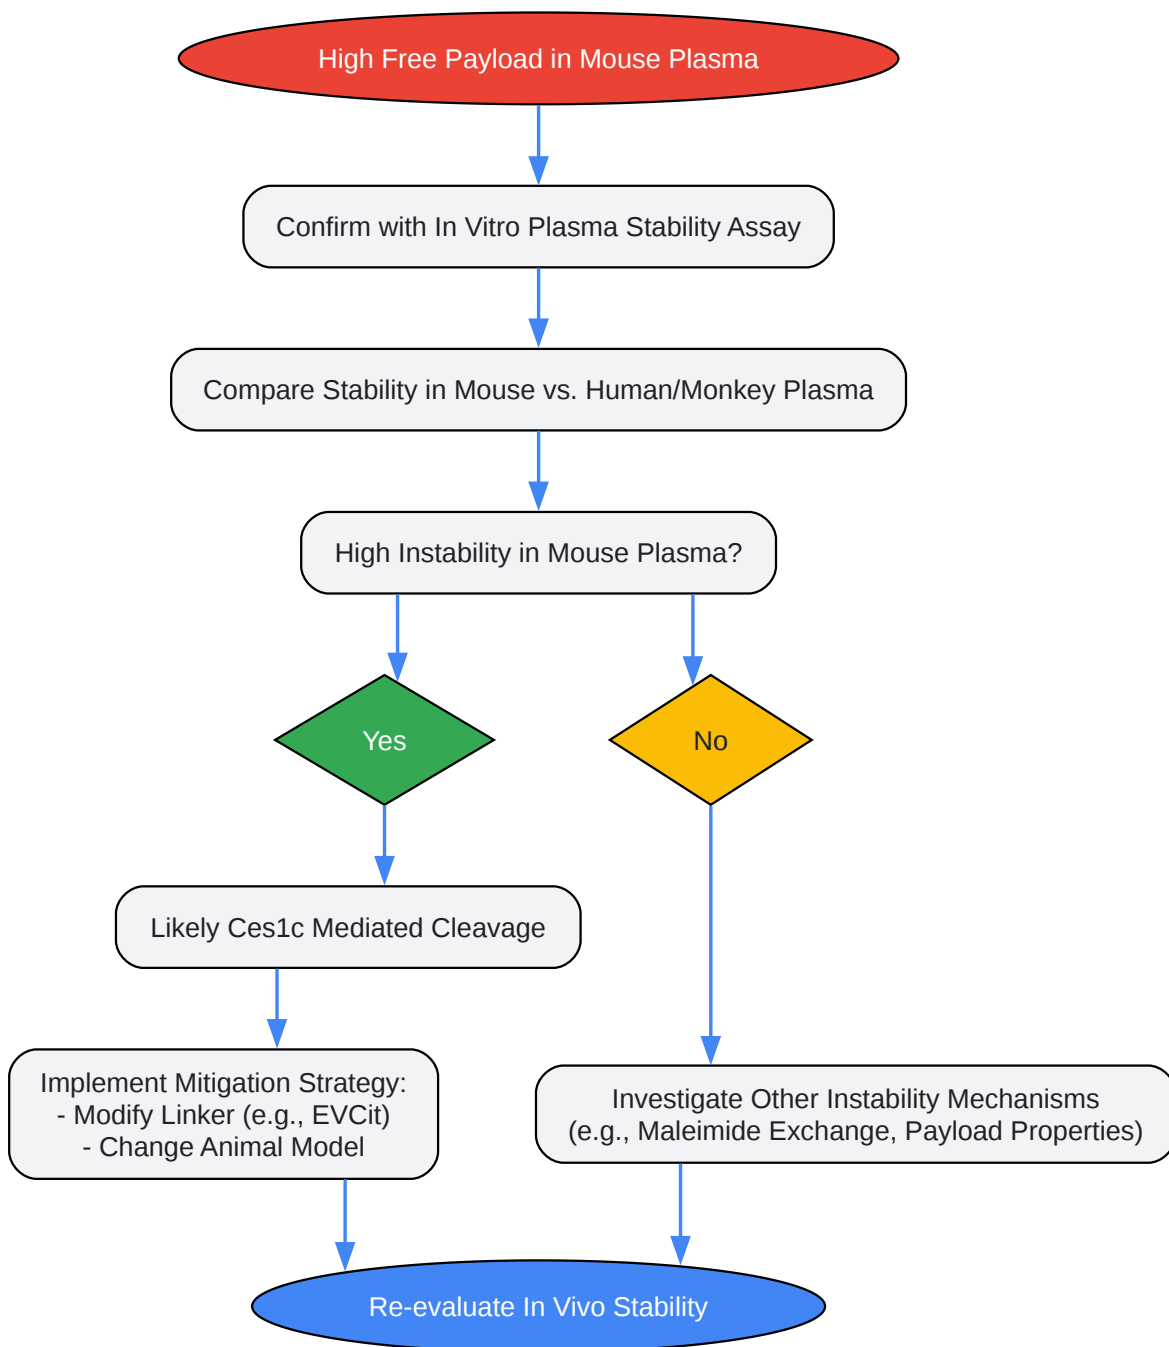 High Free Payload in Mouse Plasma
Confirm with In Vitro Plasma Stability Assay
Compare Stability in Mouse vs. Human/Monkey Plasma
High Instability in Mouse Plasma?
Yes
No
Likely Ces1c Mediated Cleavage
Implement Mitigation Strategy:
- Modify Linker (e.g., EVCit)
- Change Animal Model
Investigate Other Instability Mechanisms
(e.g., Maleimide Exchange, Payload Properties)
Re-evaluate In Vivo Stability